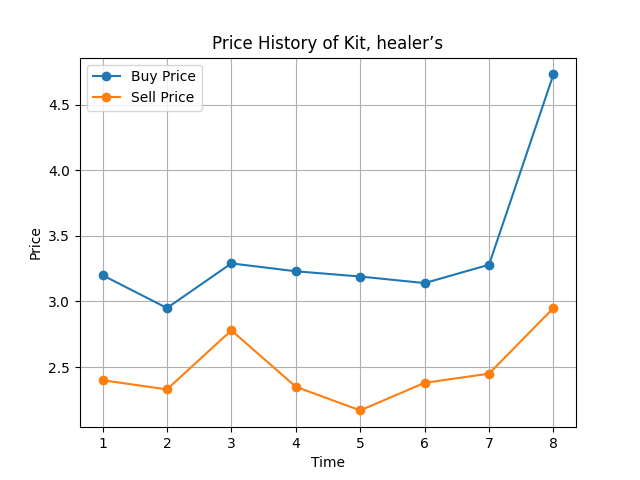 Price History of Kit, healer’s
Buy Price
Sell Price
4.5
4.0
3.5
3.0
2.5
Price
1 2 3 4 5 6 7 8
Time